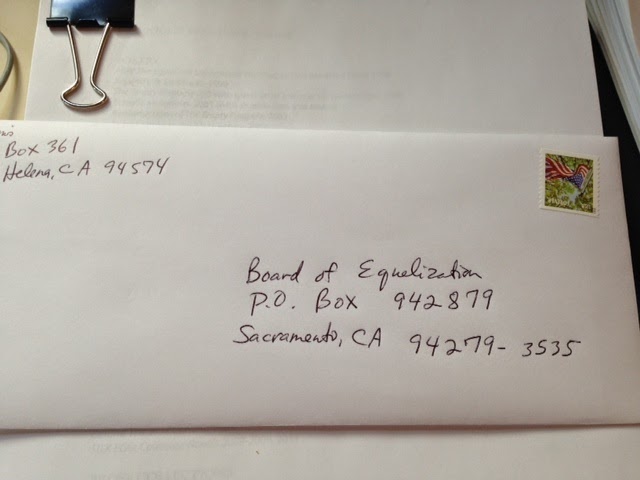 Box 361
Helena, CA 94574
Board of Equelization
P.O. Box 942879
Sacramento, CA 94279-3535